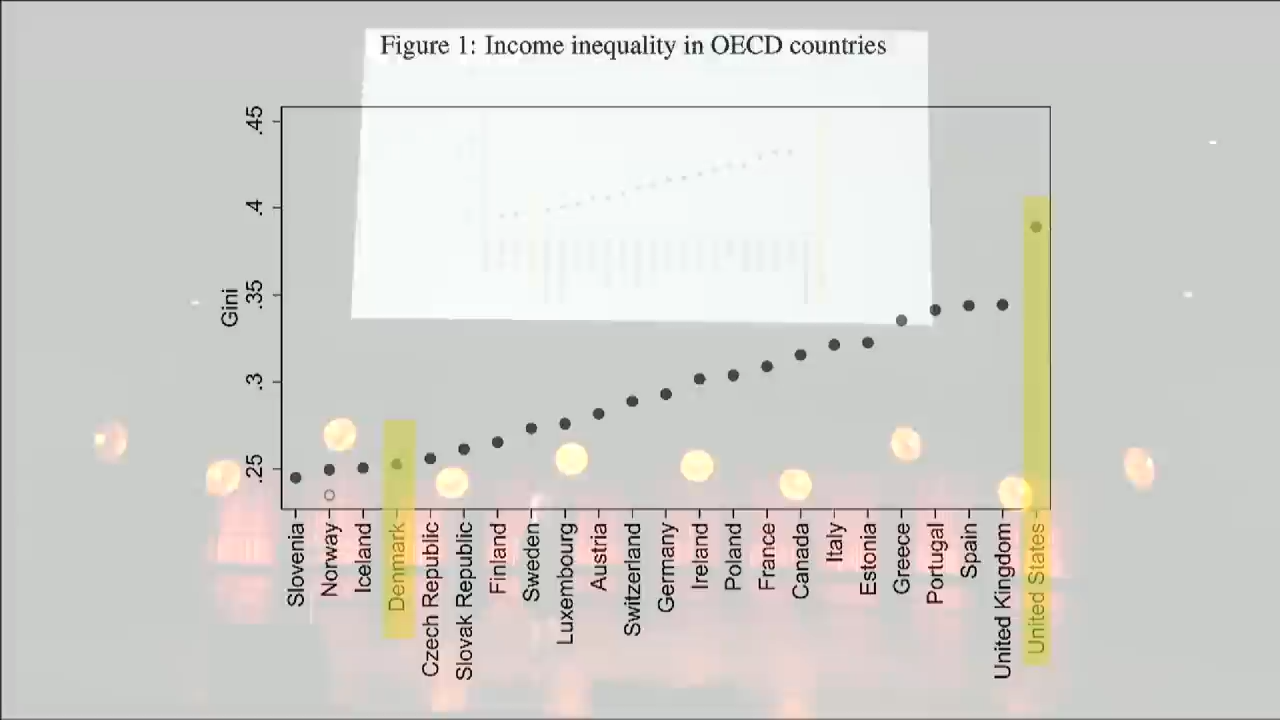 Figure 1: Income inequality in OECD countries
.45
.4
.35
.3
.25
Gini
Slovenia
Norway
Iceland
Denmark
Czech Republic
Slovak Republic
Finland
Sweden
Luxembourg
Austria
Switzerland
Germany
Ireland
Poland
France
Canada
Italy
Estonia
Greece
Portugal
Spain
United Kingdom
United States